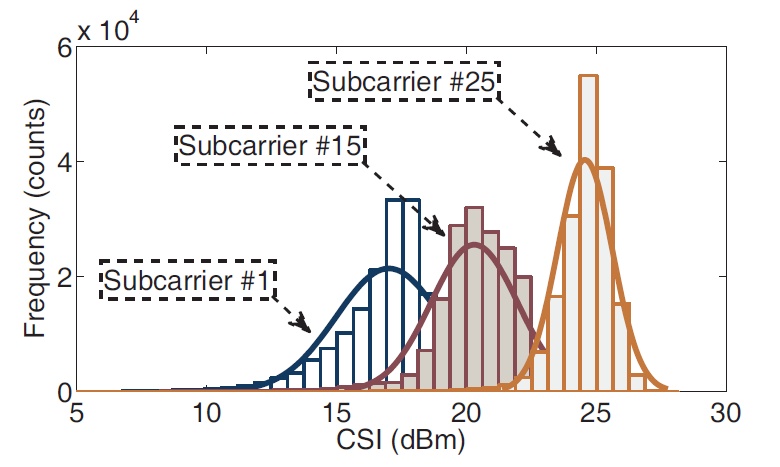 x 10^4
6
Subcarrier #25
Subcarrier #15
4
Frequency (counts)
Subcarrier #1
2
0
5 10 15 20 25 30
CSI (dBm)